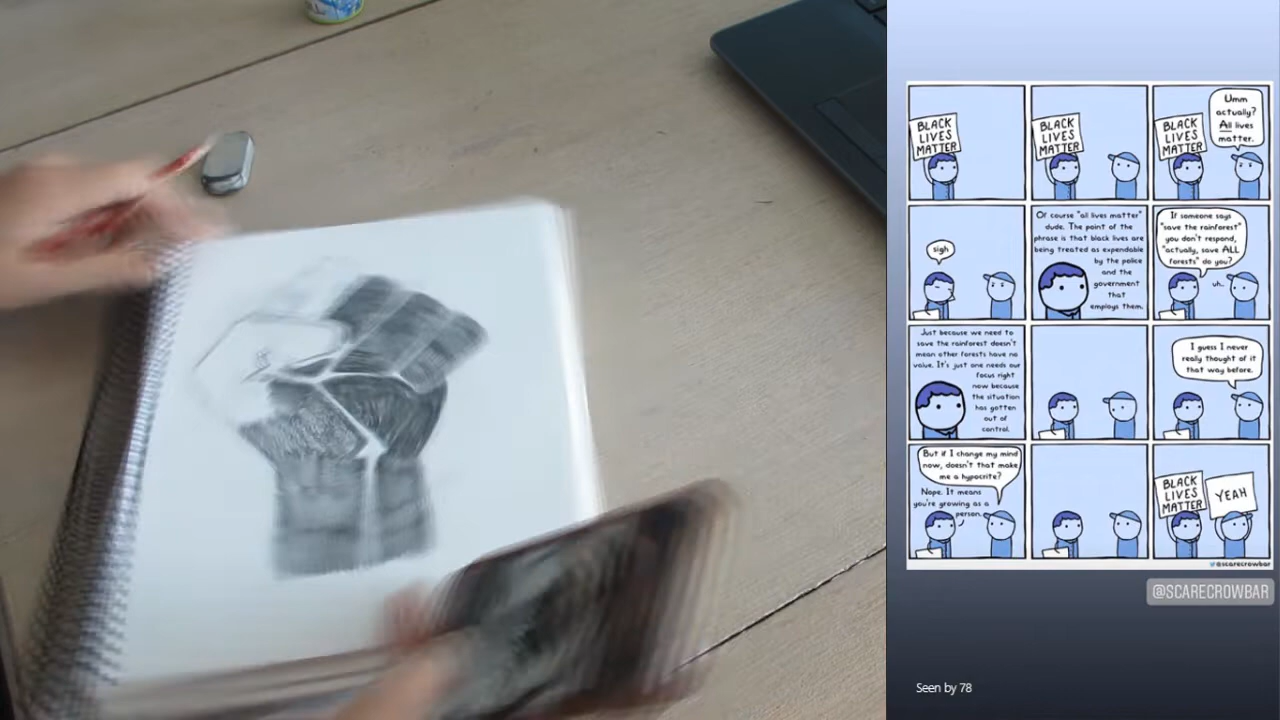 BLACK
LIVES
MATTER
BLACK
LIVES
MATTER
BLACK
LIVES
MATTER
Umm
actually?
All lives
matter.
sigh
Of course "all lives matter"
dude. The point of the
phrase is that black lives are
being treated as expendable
by the police
and the
government
that
employs them.
If someone says
"save the rainforest"
you don't respond,
"actually, save ALL
forests" do you?
uh..
Just because we need to
save the rainforest doesn't
mean other forests have no
value. It's just one needs our
focus right
now because
the situation
has gotten
out of
control.
I guess I never
really thought of it
that way before.
But if I change my mind
now, doesn't that make
me a hypocrite?
Nope. It means
you're growing as a
person.
BLACK
LIVES
MATTER
YEAH
@scarecrowbar
@SCARECROWBAR
Seen by 78